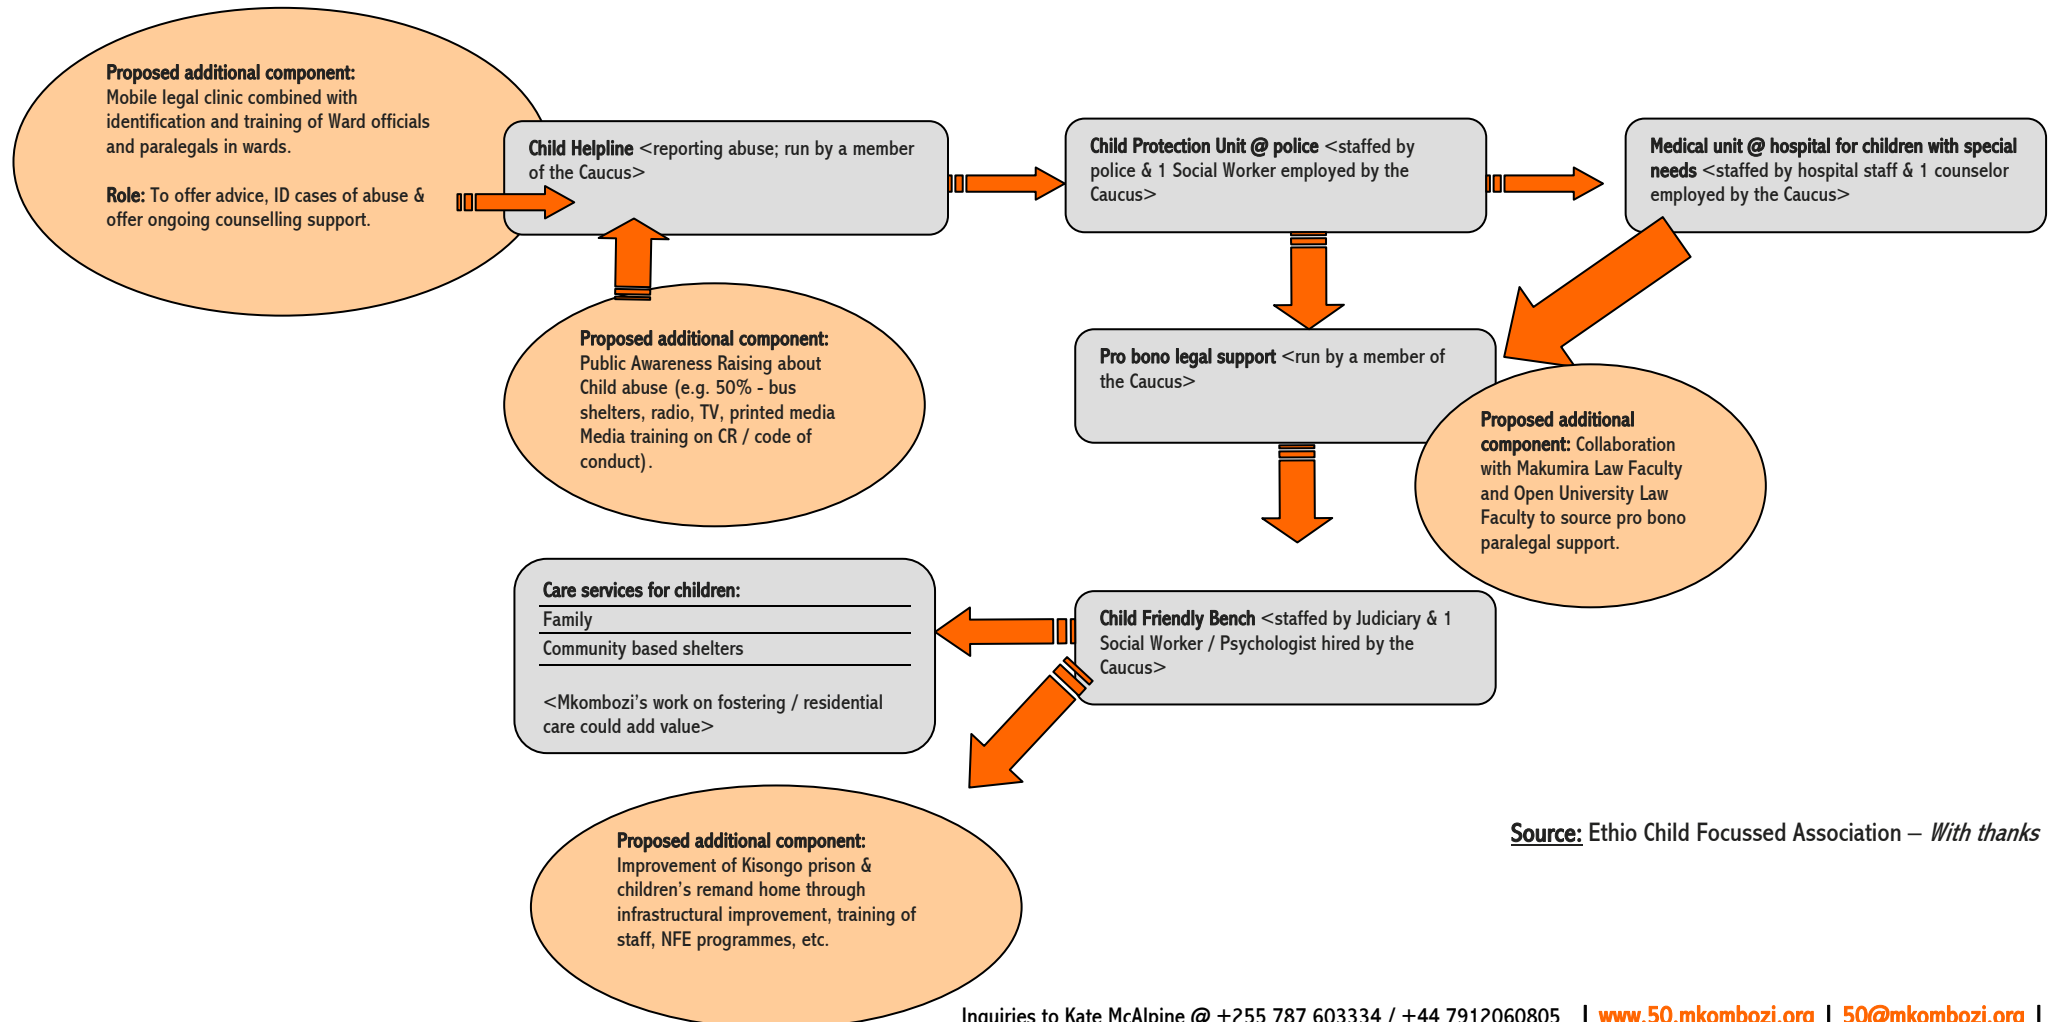 Proposed additional component:
Mobile legal clinic combined with
identification and training of Ward officials
and paralegals in wards.
Role: To offer advice, ID cases of abuse &
offer ongoing counselling support.
Child Helpline <reporting abuse; run by a member
of the Caucus>
Child Protection Unit @ police <staffed by
police & 1 Social Worker employed by the
Caucus>
Medical unit @ hospital for children with special
needs <staffed by hospital staff & 1 counselor
employed by the Caucus>
Proposed additional component:
Public Awareness Raising about
Child abuse (e.g. 50% - bus
shelters, radio, TV, printed media
Media training on CR / code of
conduct).
Pro bono legal support <run by a member of
the Caucus>
Proposed additional
component: Collaboration
with Makumira Law Faculty
and Open University Law
Faculty to source pro bono
paralegal support.
Care services for children:
Family
Community based shelters
<Mkombozi's work on fostering / residential
care could add value>
Child Friendly Bench <staffed by Judiciary & 1
Social Worker / Psychologist hired by the
Caucus>
Proposed additional component:
Improvement of Kisongo prison &
children's remand home through
infrastructural improvement, training of
staff, NFE programmes, etc.
Source: Ethio Child Focussed Association – With thanks
Inquiries to Kate McAlpine @ +255 787 603334 / +44 7912060805 | www.50.mkombozi.org | 50@mkombozi.org |